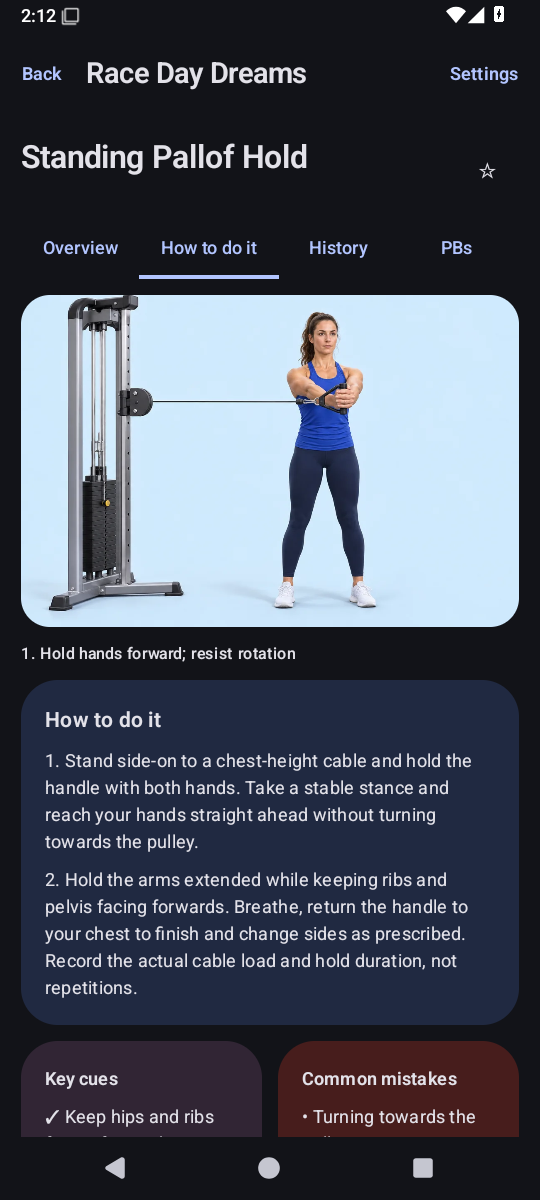 2:12
Back Race Day Dreams Settings
Standing Pallof Hold
☆
Overview How to do it History PBs
1. Hold hands forward; resist rotation
How to do it
1. Stand side-on to a chest-height cable and hold the
handle with both hands. Take a stable stance and
reach your hands straight ahead without turning
towards the pulley.
2. Hold the arms extended while keeping ribs and
pelvis facing forwards. Breathe, return the handle to
your chest to finish and change sides as prescribed.
Record the actual cable load and hold duration, not
repetitions.
Key cues
✓ Keep hips and ribs
Common mistakes
• Turning towards the